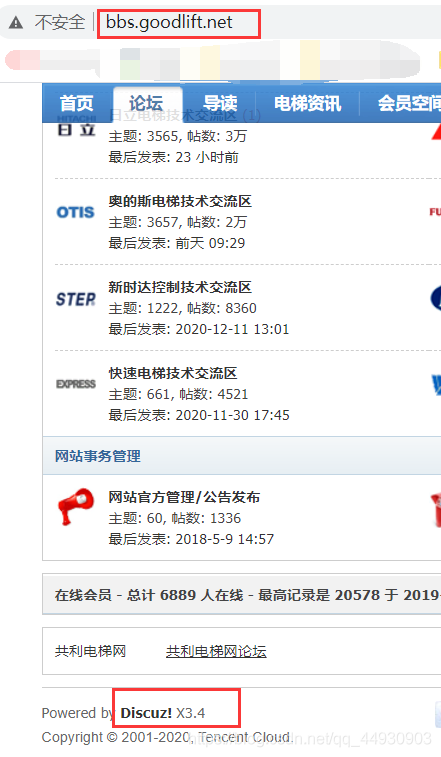 不安全 bbs.goodlift.net
首页 论坛 导读 电梯资讯 会员空间
HITACHI 日立
日立电梯技术交流区 (1)
主题: 3565, 帖数: 3万
最后发表: 23 小时前
OTIS
奥的斯电梯技术交流区
主题: 3657, 帖数: 2万
最后发表: 前天 09:29
FU
STEP
新时达控制技术交流区
主题: 1222, 帖数: 8360
最后发表: 2020-12-11 13:01
EXPRESS
快速电梯技术交流区
主题: 661, 帖数: 4521
最后发表: 2020-11-30 17:45
网站事务管理
网站官方管理/公告发布
主题: 60, 帖数: 1336
最后发表: 2018-5-9 14:57
在线会员 - 总计 6889 人在线 - 最高记录是 20578 于 2019-
共利电梯网 共利电梯网论坛
Powered by Discuz! X3.4
Copyright © 2001-2020, Tencent Cloud.
https://blog.csdn.net/qq_44930903